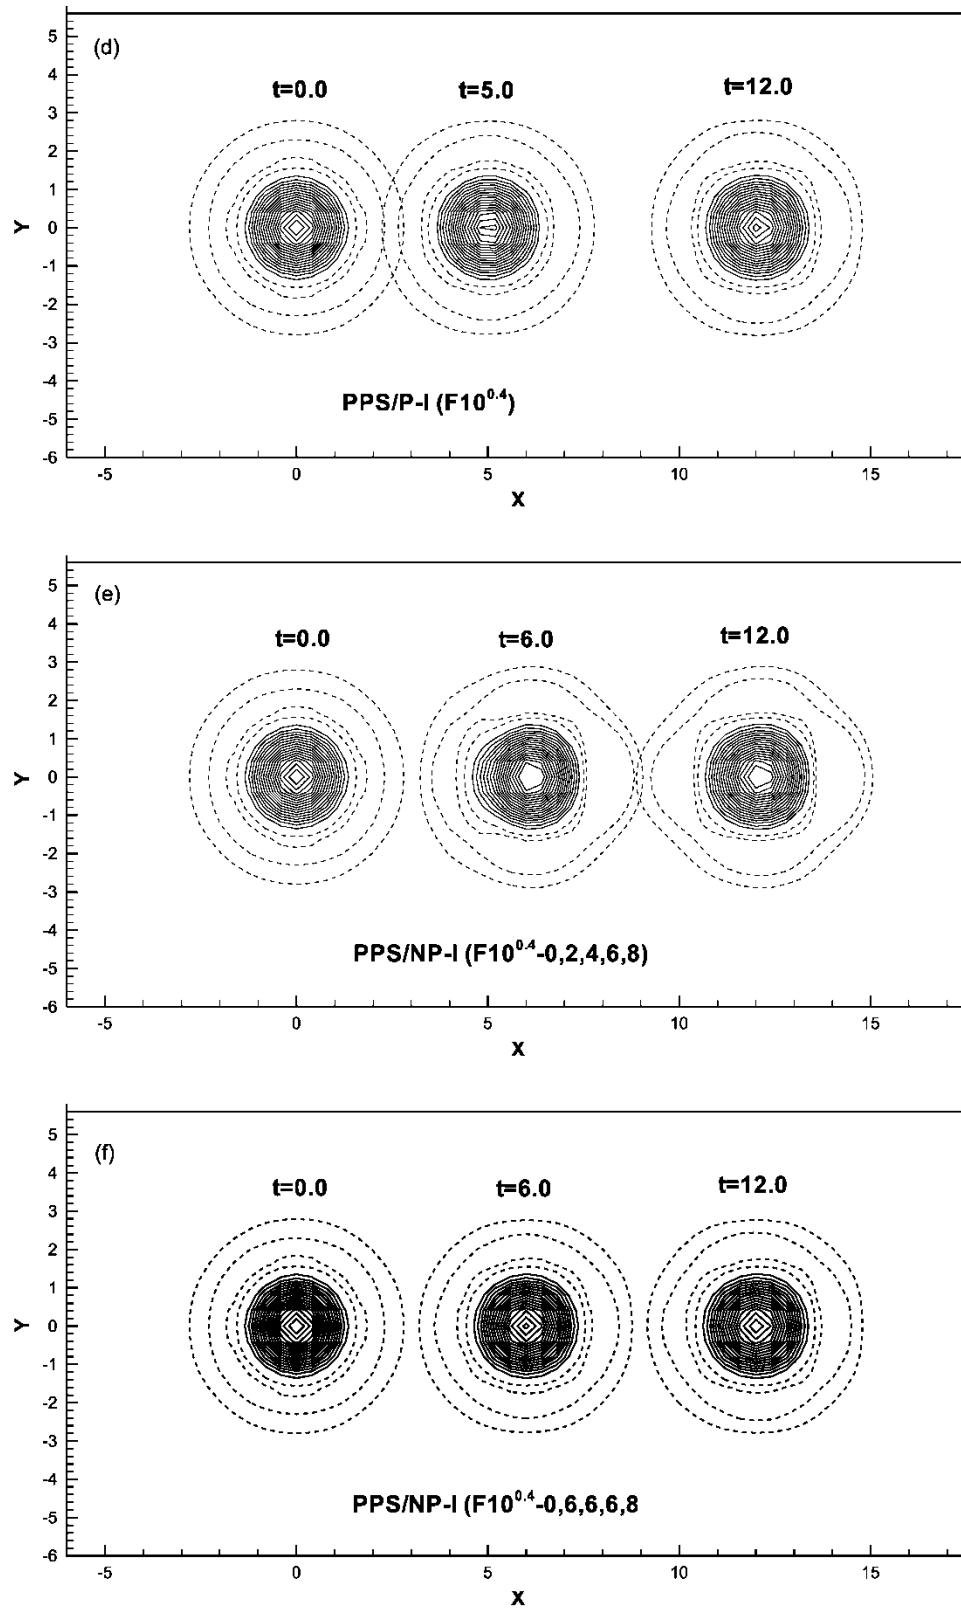 (d)
t=0.0 t=5.0 t=12.0
5
4
3
2
1
0
-1
-2
-3
-4
-5
-6
Y
PPS/P-I (F10^0.4)
-5 0 5 10 15
X
(e)
t=0.0 t=6.0 t=12.0
5
4
3
2
1
0
-1
-2
-3
-4
-5
-6
Y
PPS/NP-I (F10^0.4-0,2,4,6,8)
-5 0 5 10 15
X
(f)
t=0.0 t=6.0 t=12.0
5
4
3
2
1
0
-1
-2
-3
-4
-5
-6
Y
PPS/NP-I (F10^0.4-0,6,6,6,8
-5 0 5 10 15
X